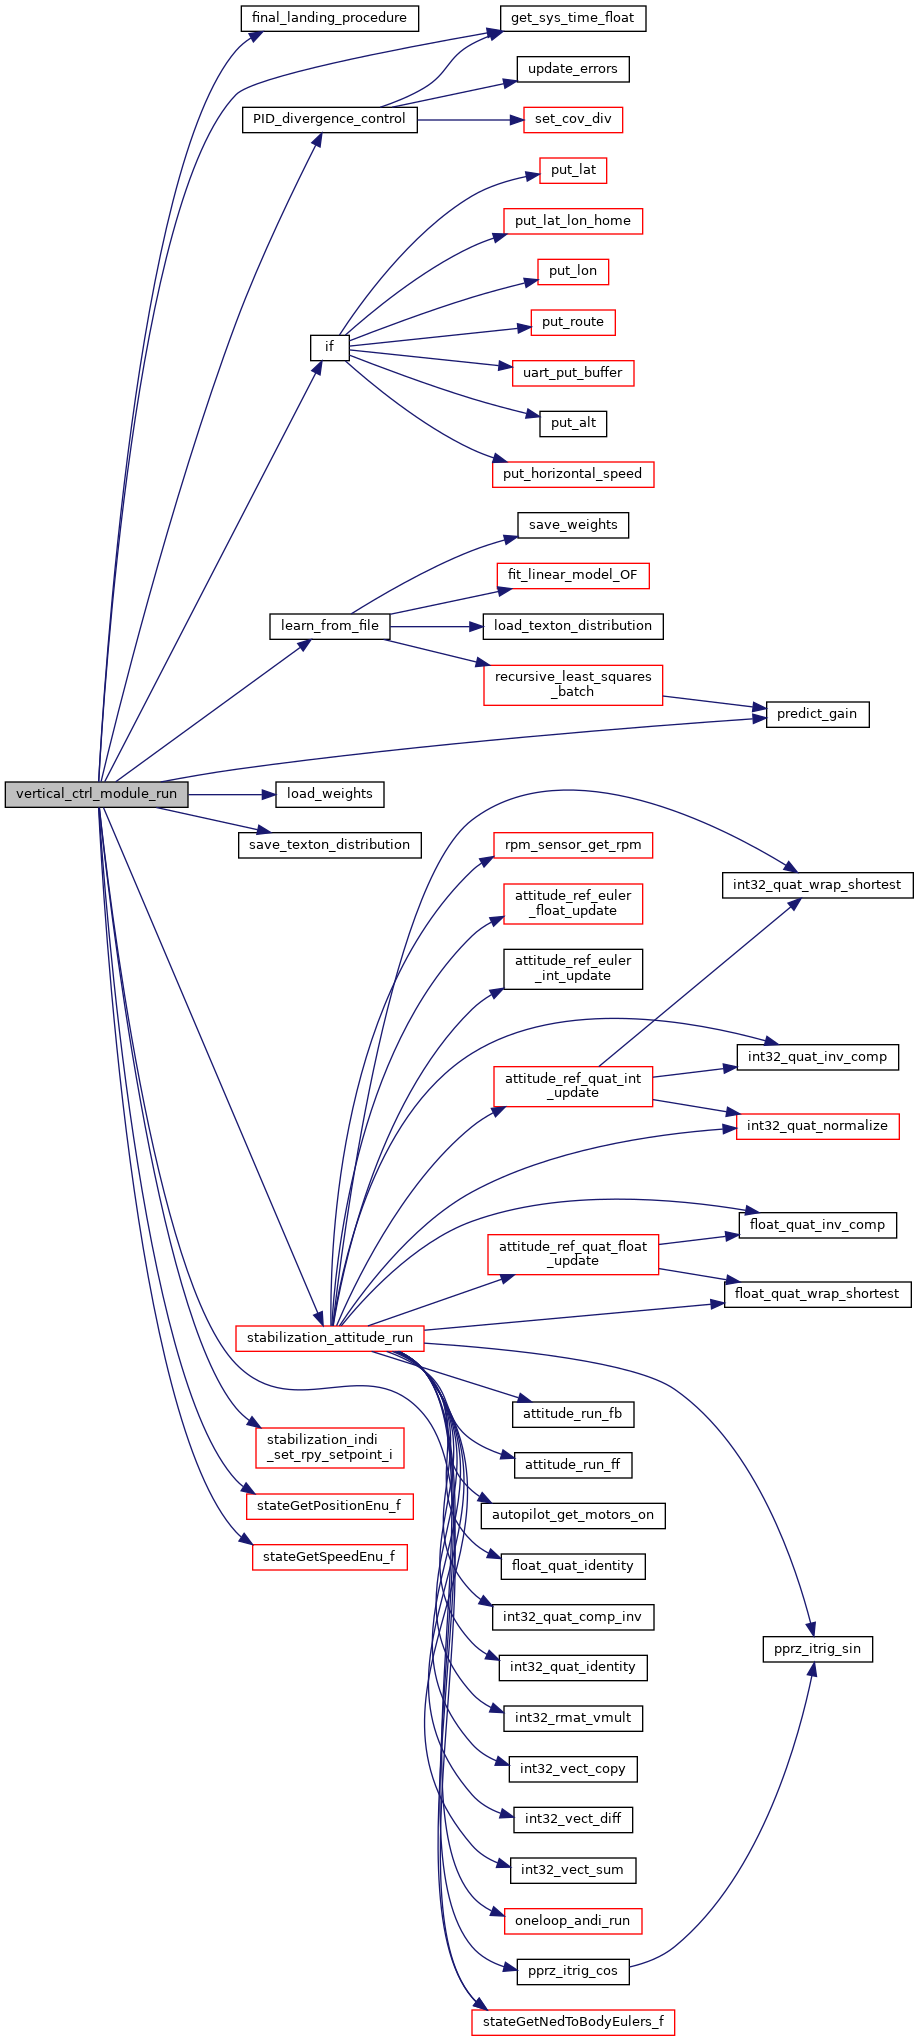 final_landing_procedure
get_sys_time_float
update_errors
PID_divergence_control
set_cov_div
put_lat
put_lat_lon_home
put_lon
put_route
if
uart_put_buffer
put_alt
put_horizontal_speed
save_weights
fit_linear_model_OF
learn_from_file
load_texton_distribution
recursive_least_squares
_batch
predict_gain
vertical_ctrl_module_run
load_weights
save_texton_distribution
rpm_sensor_get_rpm
int32_quat_wrap_shortest
attitude_ref_euler
_float_update
attitude_ref_euler
_int_update
int32_quat_inv_comp
attitude_ref_quat_int
_update
int32_quat_normalize
float_quat_inv_comp
attitude_ref_quat_float
_update
float_quat_wrap_shortest
stabilization_attitude_run
attitude_run_fb
stabilization_indi
_set_rpy_setpoint_i
attitude_run_ff
stateGetPositionEnu_f
autopilot_get_motors_on
stateGetSpeedEnu_f
float_quat_identity
int32_quat_comp_inv
pprz_itrig_sin
int32_quat_identity
int32_rmat_vmult
int32_vect_copy
int32_vect_diff
int32_vect_sum
oneloop_andi_run
pprz_itrig_cos
stateGetNedToBodyEulers_f